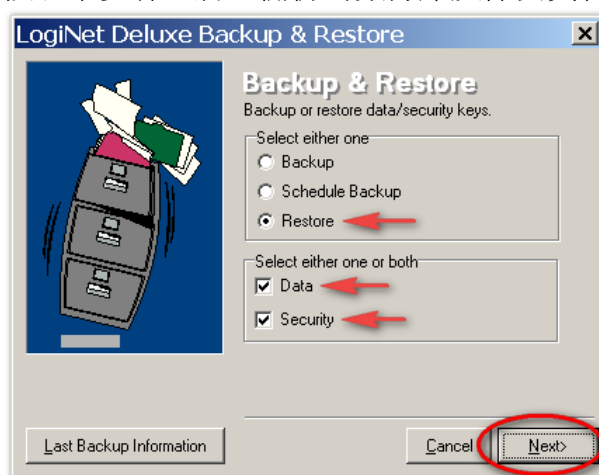 LogiNet Deluxe Backup & Restore
Backup & Restore
Backup or restore data/security keys.
Select either one
Backup
Schedule Backup
Restore
Select either one or both
Data
Security
Last Backup Information
Cancel
Next>